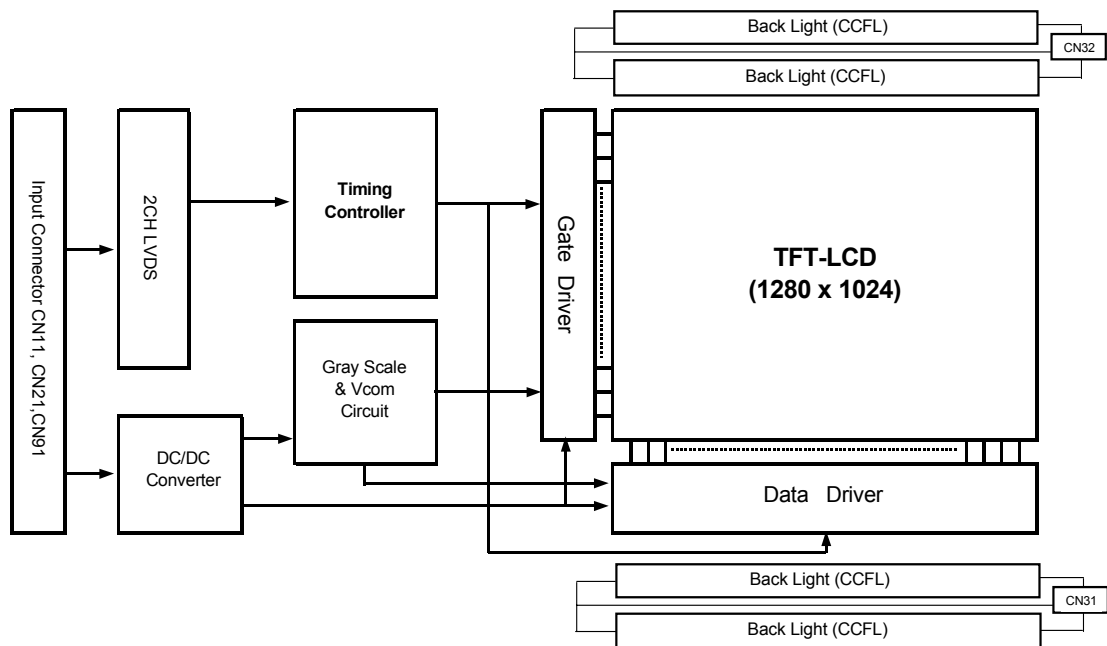 Back Light (CCFL)
CN32
Back Light (CCFL)
Input Connector CN11, CN21,CN91
2CH LVDS
Timing
Controller
Gate Driver
TFT-LCD
(1280 x 1024)
Gray Scale
& Vcom
Circuit
DC/DC
Converter
Data Driver
Back Light (CCFL)
CN31
Back Light (CCFL)